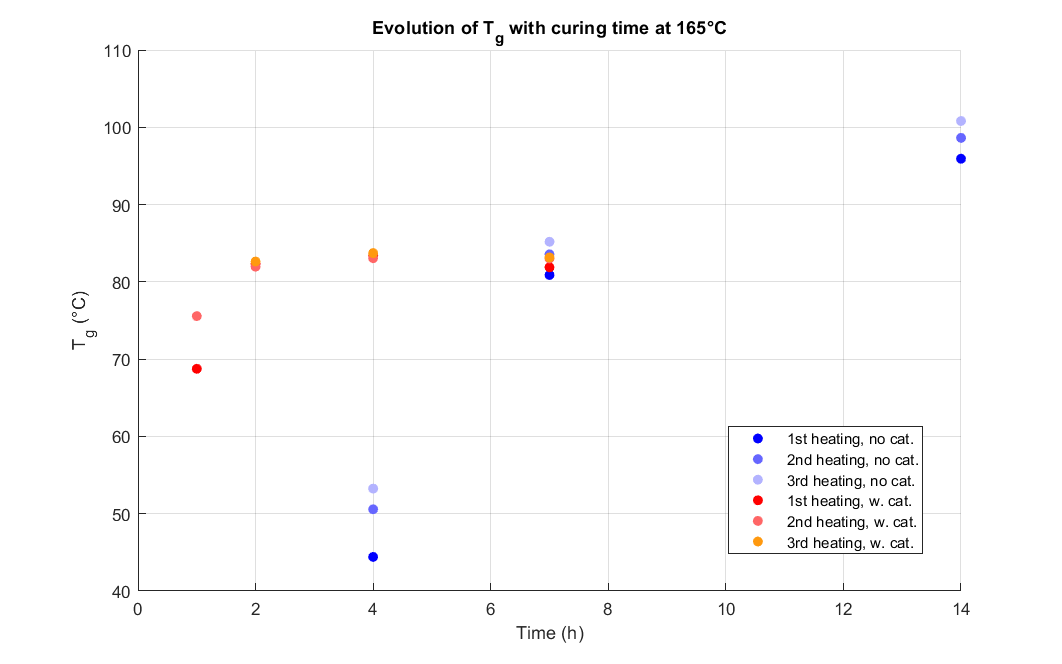 Evolution of Tg with curing time at 165°C
110
100
90
80
70
60
50
40
Tg (°C)
0 2 4 6 8 10 12 14
Time (h)
1st heating, no cat.
2nd heating, no cat.
3rd heating, no cat.
1st heating, w. cat.
2nd heating, w. cat.
3rd heating, w. cat.